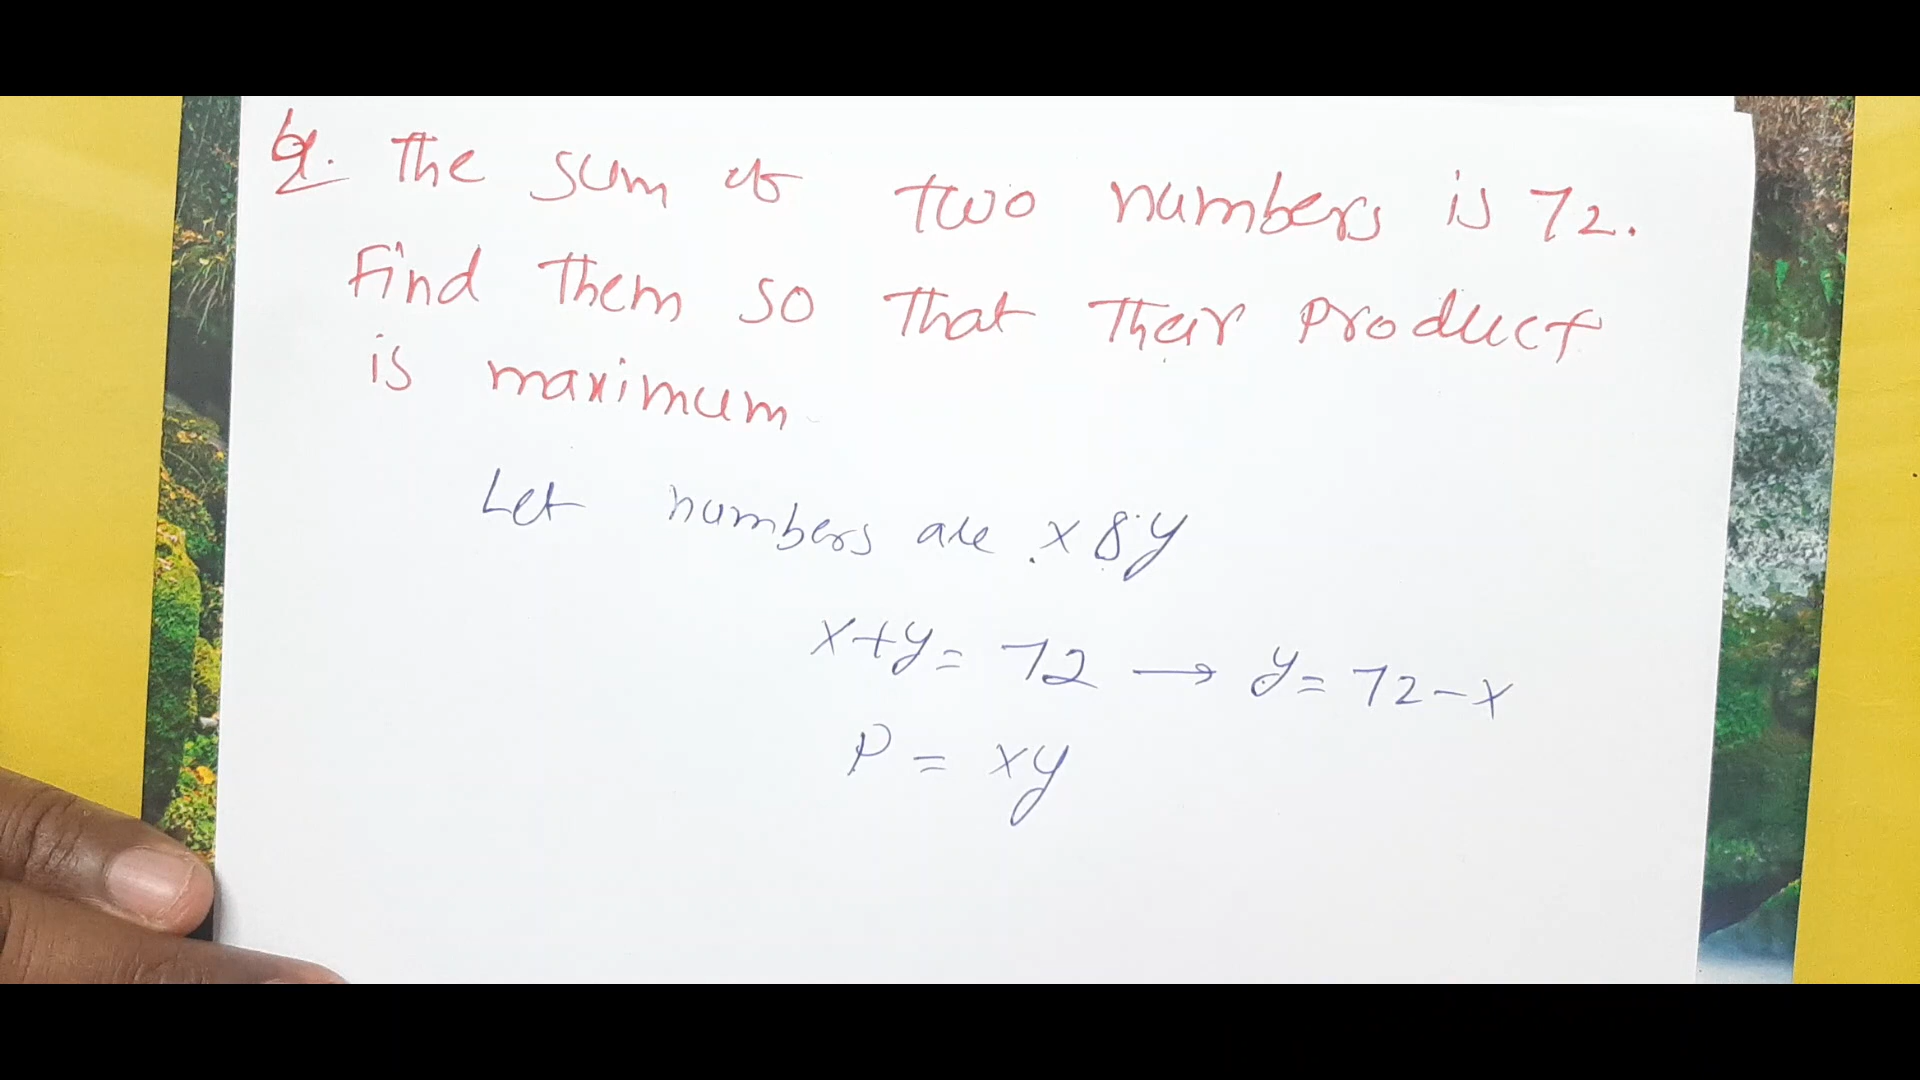 Q. The sum of two numbers is 72.
Find them so that their product
is maximum
Let numbers are x & y
x+y = 72 → y = 72-x
P = xy